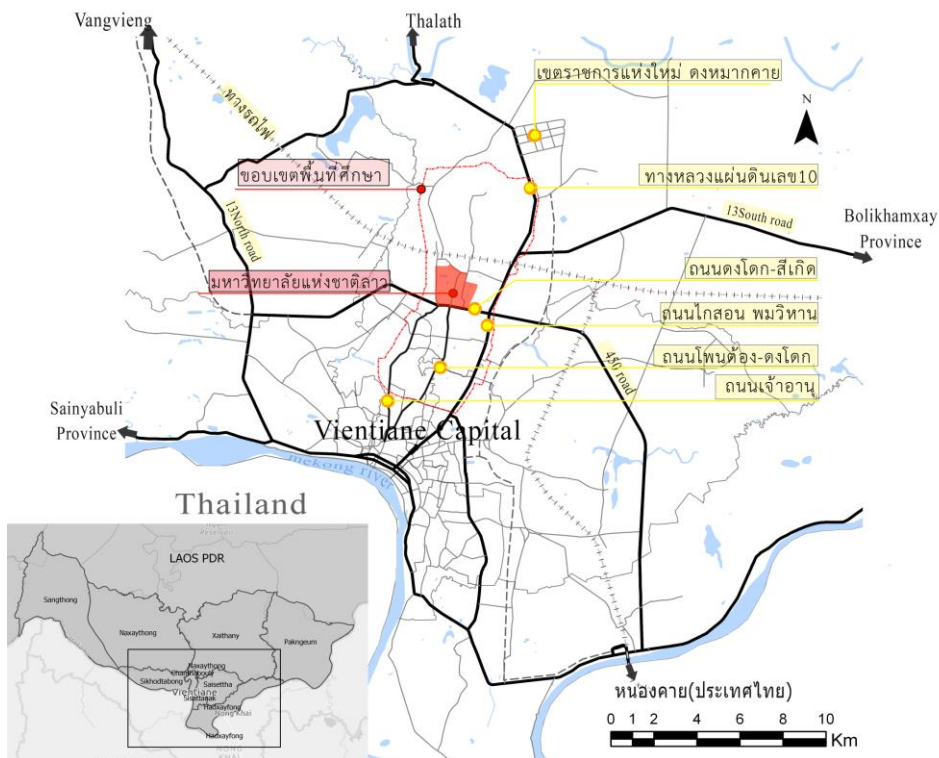 Vangvieng
Thalath
เขตราชการแห่งใหม่ ดงหมากคาย
N
ทางรถไฟ
ขอบเขตพื้นที่ศึกษา
ทางหลวงแผ่นดินเลข10
13North road
13South road
Bolikhamxay
Province
ถนนดงโดก-สีเกิด
มหาวิทยาลัยแห่งชาติลาว
ถนนไกสอน พมวิหาน
ถนนโพนต้อง-ดงโดก
450 road
ถนนเจ้าอานุ
Sainyabuli
Province
Vientiane Capital
mekong river
Thailand
LAOS PDR
Sangthong
Naxaythong
Xaithany
Pakngeum
Naxaythong
Sikhodtabong
Saisettha
Vientiane
Sisattanak
Hadxayfong
Nong Khai
Hadxayfong
หนองคาย(ประเทศไทย)
0 1 2 4 6 8 10
Km